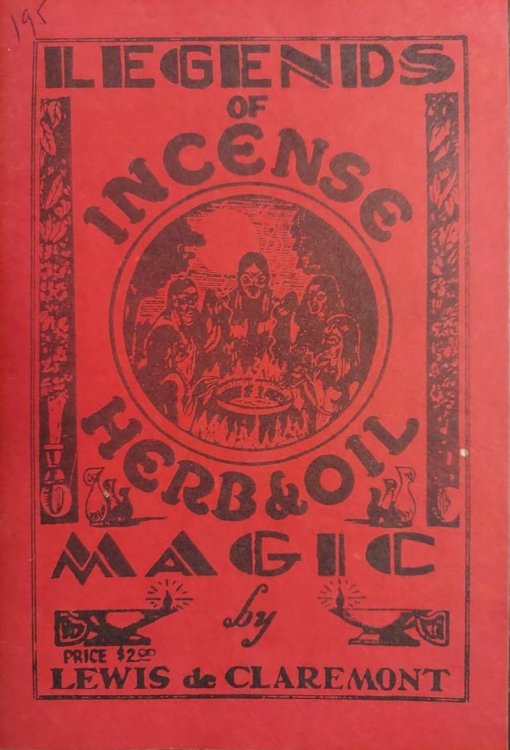 195
LEGENDS
OF
INCENSE
HERB & OIL
MAGIC
by
PRICE $2.00
LEWIS de CLAREMONT